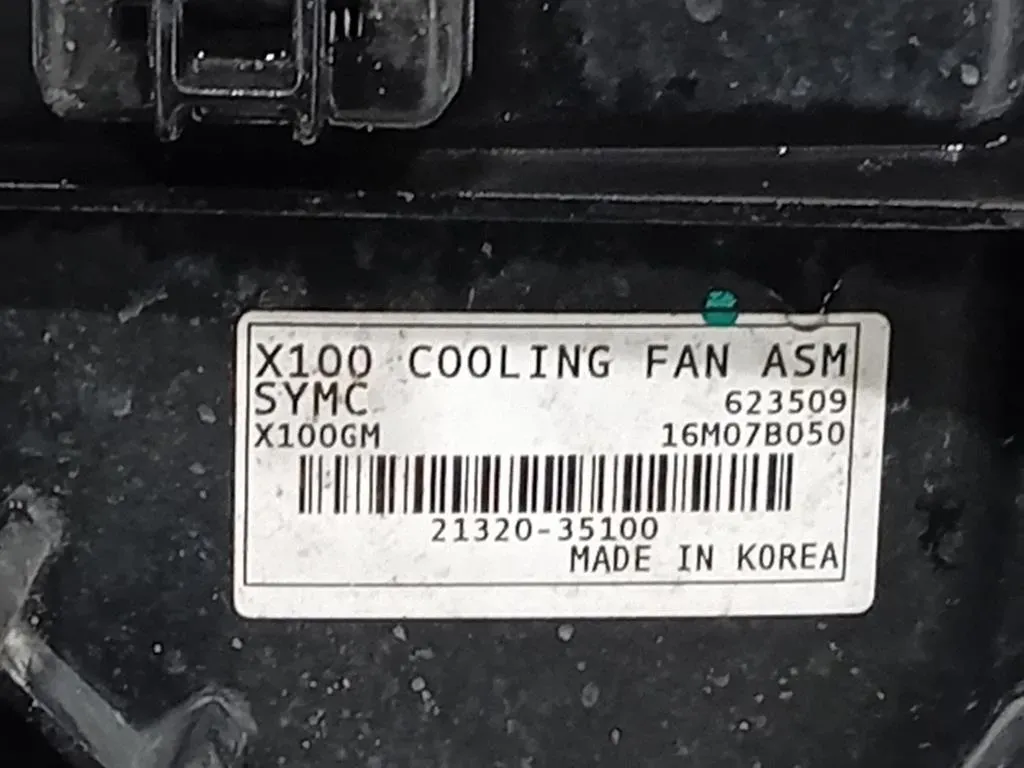 X100 COOLING FAN ASM
SYMC 623509
X100GM 16M07B050
21320-35100
MADE IN KOREA